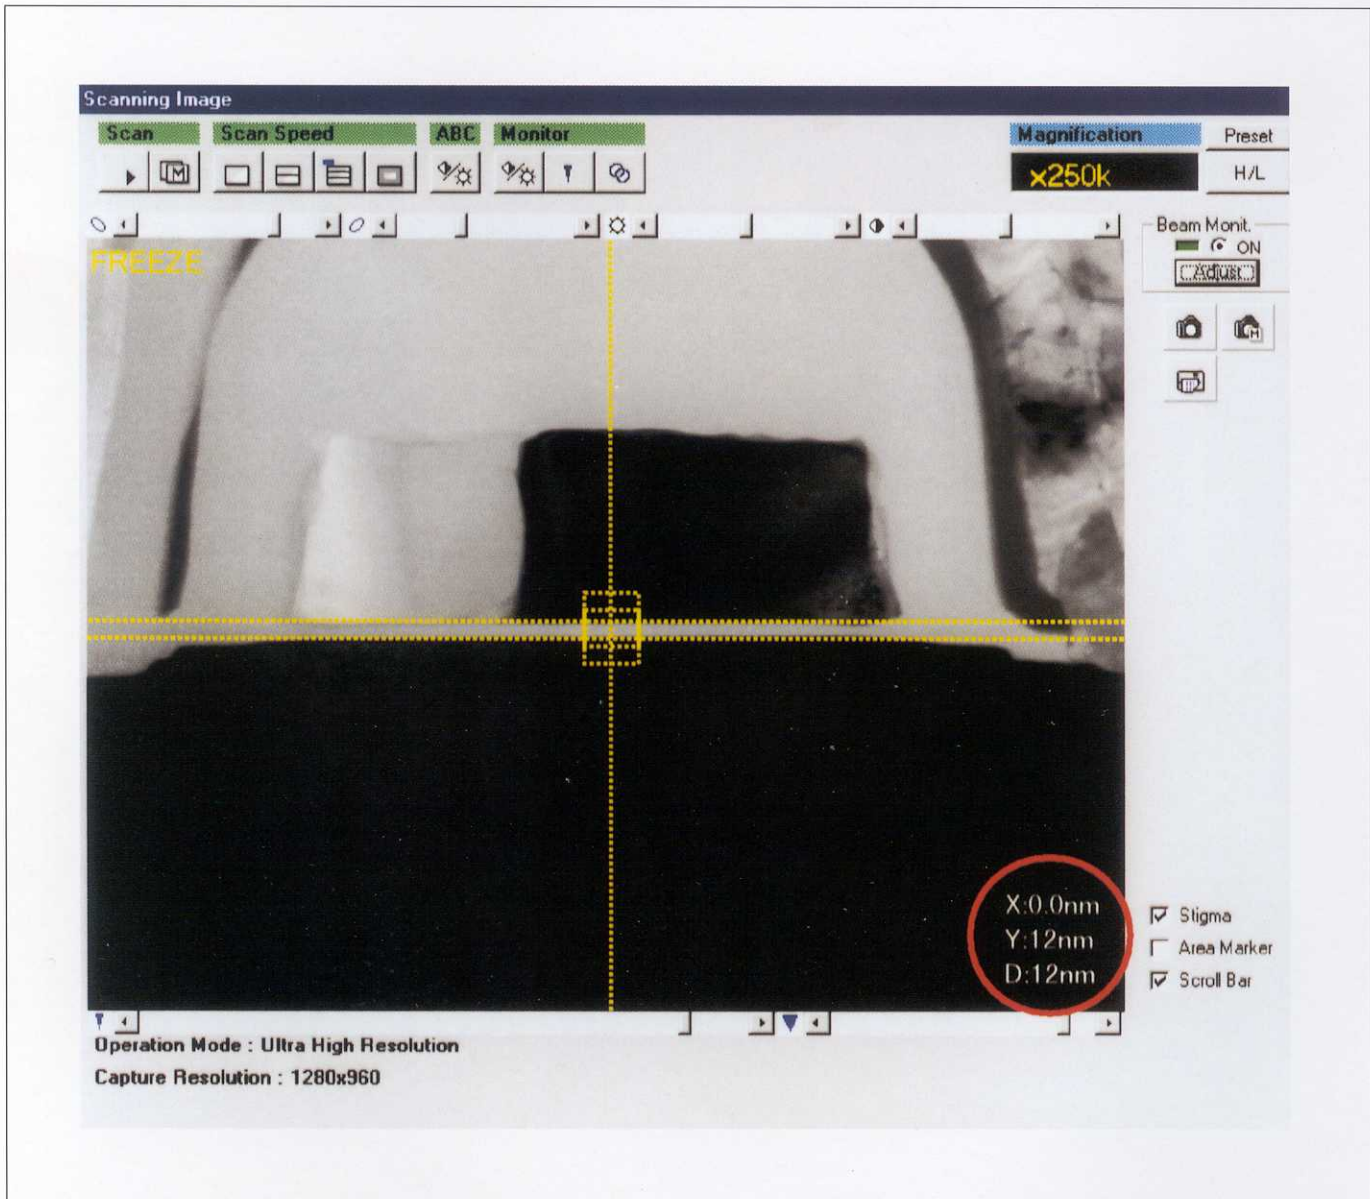 Scanning Image
Scan Scan Speed ABC Monitor Magnification Preset
M x250k H/L
Beam Monit.
FREEZE
ON
Adjust
M
X:0.0nm
Y:12nm
D:12nm
Stigma
Area Marker
Scroll Bar
Operation Mode : Ultra High Resolution
Capture Resolution : 1280x960